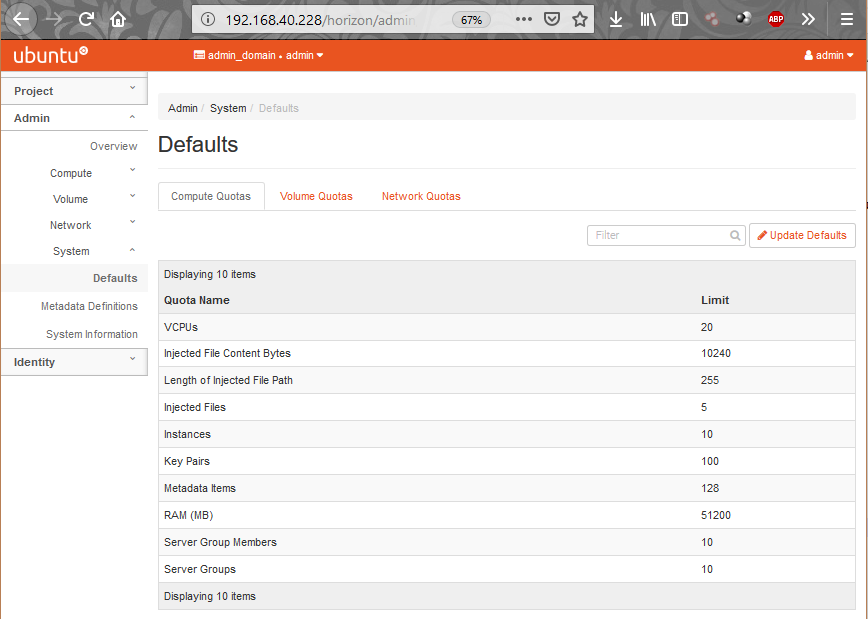 192.168.40.228/horizon/admin
67%
ABP
ubuntu
admin_domain • admin
admin
Project
Admin
Overview
Compute
Volume
Network
System
Defaults
Metadata Definitions
System Information
Identity
Admin / System / Defaults
Defaults
Compute Quotas Volume Quotas Network Quotas
Filter
Update Defaults
Displaying 10 items
Quota Name Limit
VCPUs 20
Injected File Content Bytes 10240
Length of Injected File Path 255
Injected Files 5
Instances 10
Key Pairs 100
Metadata Items 128
RAM (MB) 51200
Server Group Members 10
Server Groups 10
Displaying 10 items